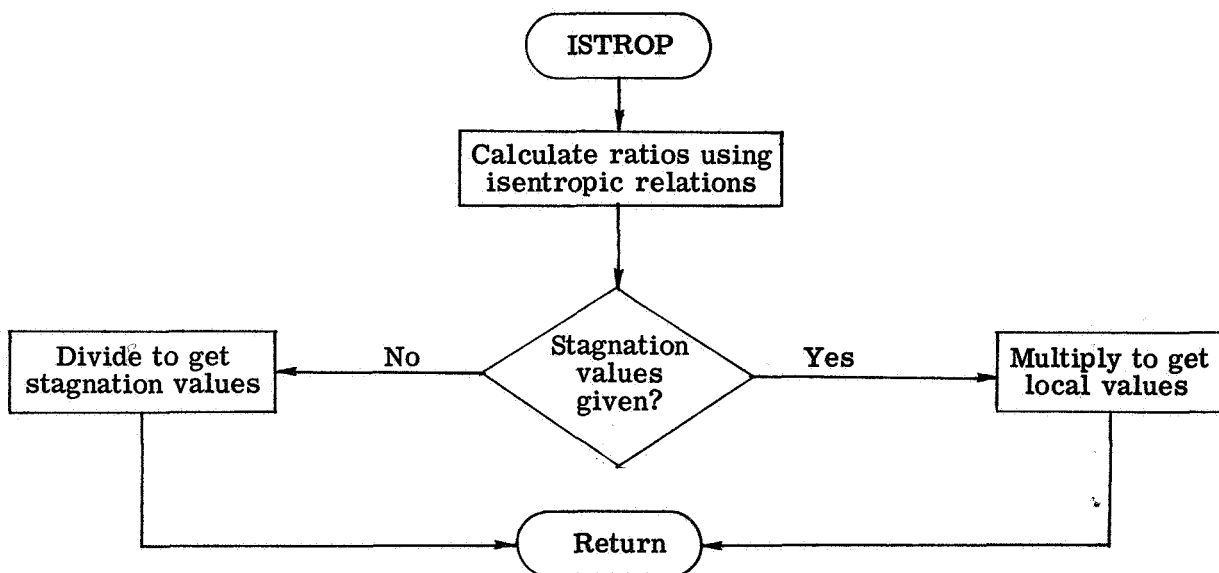 ISTROP
Calculate ratios using
isentropic relations
Stagnation
values
given?
No
Yes
Divide to get
stagnation values
Multiply to get
local values
Return